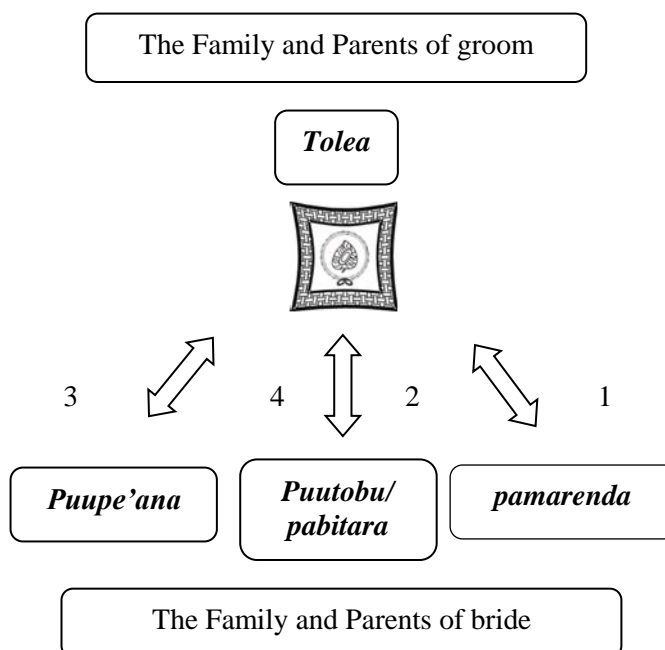 The Family and Parents of groom
Tolea
3 4 2 1
Puupe’ana
Puutobu/
pabitara
pamarenda
The Family and Parents of bride